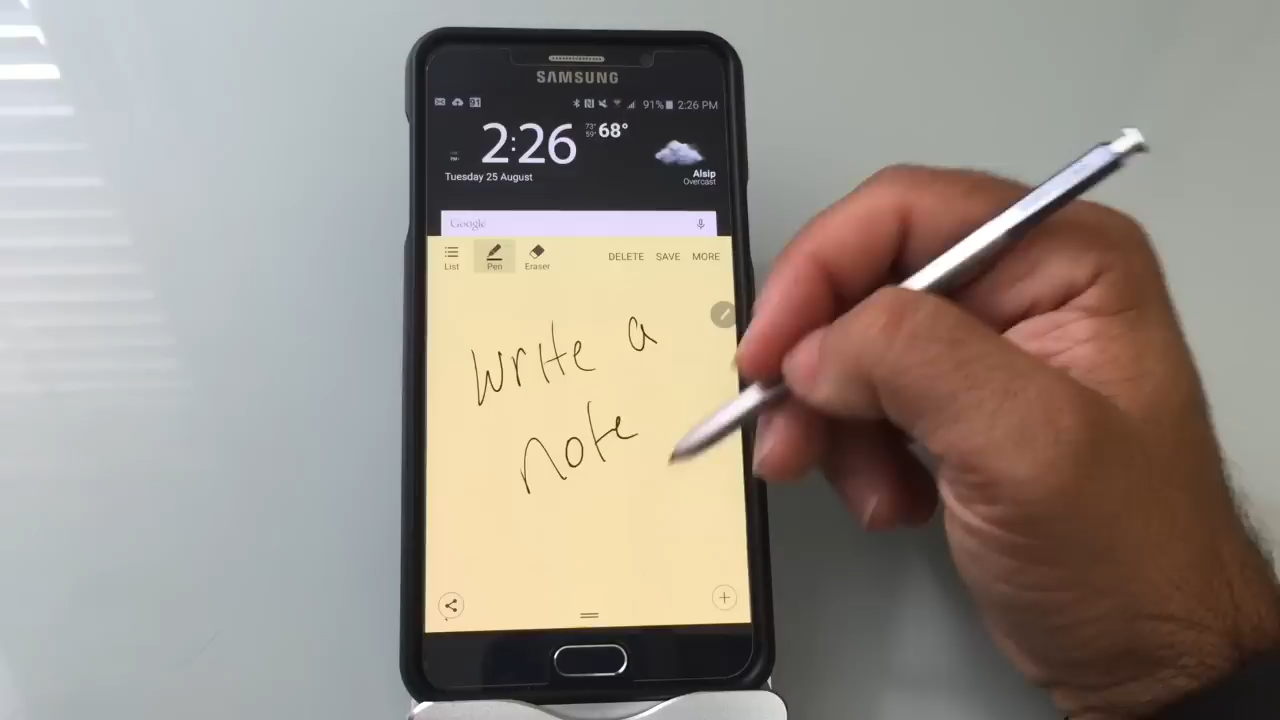 SAMSUNG
91 91% 2:26 PM
2:26 73° 59° 68°
Tuesday 25 August
Alsip
Overcast
Google
List Pen Eraser DELETE SAVE MORE
Write a
note